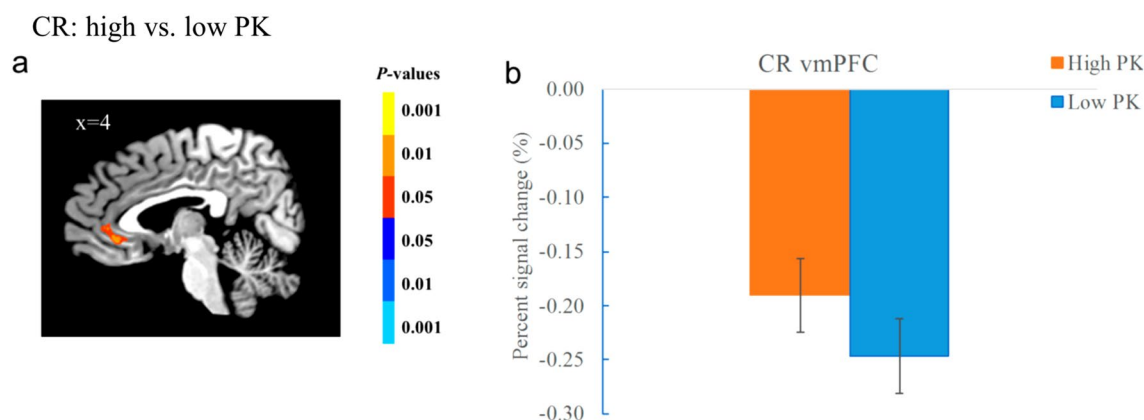 CR: high vs. low PK
a
P-values
x=4
0.001
0.01
0.05
0.05
0.01
0.001
b
CR vmPFC
High PK
Low PK
Percent signal change (%)
0.00
-0.05
-0.10
-0.15
-0.20
-0.25
-0.30